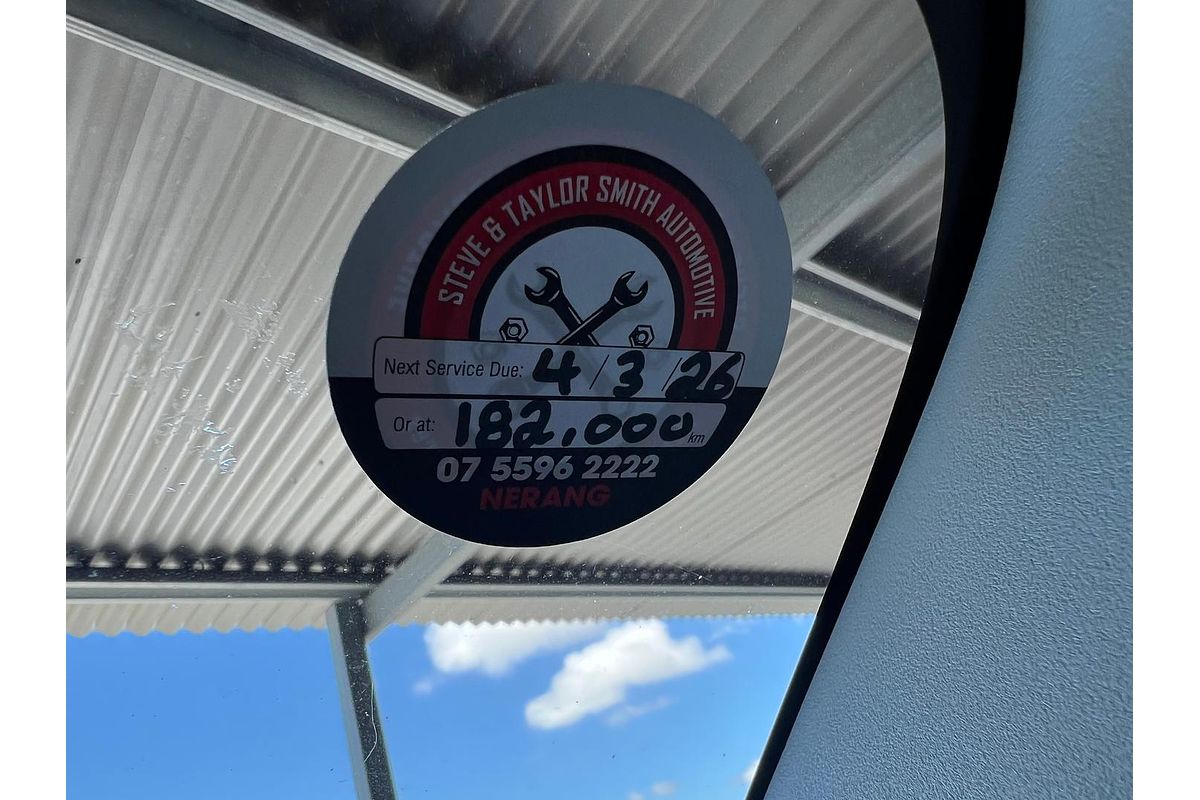 STEVE & TAYLOR SMITH AUTOMOTIVE
Next Service Due: 4/3/26
Or at: 182,000 km
07 5596 2222
NERANG